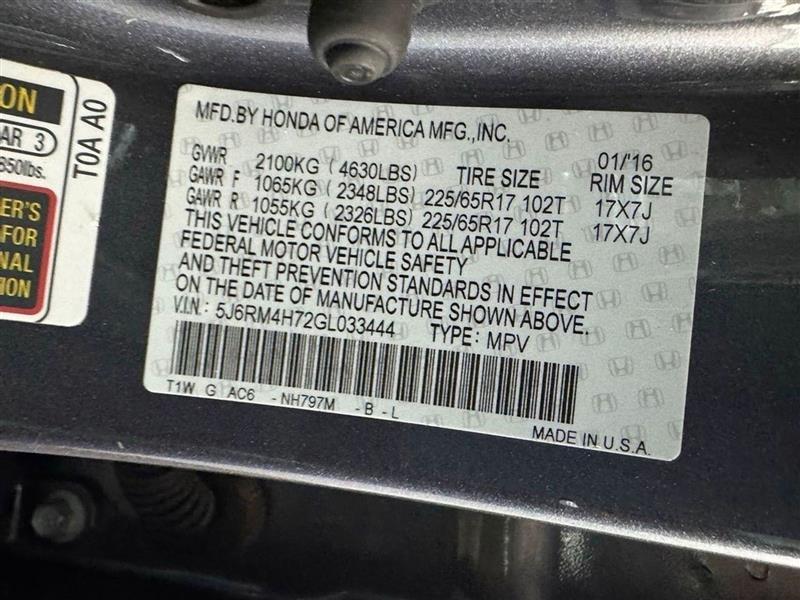 ON
AR 3
850lbs.
T0A A0
ER'S
FOR
NAL
ION
MFD.BY HONDA OF AMERICA MFG.,INC.
GVWR 2100KG (4630LBS) TIRE SIZE 01/'16 RIM SIZE
GAWR F 1065KG (2348LBS) 225/65R17 102T 17X7J
GAWR R 1055KG (2326LBS) 225/65R17 102T 17X7J
THIS VEHICLE CONFORMS TO ALL APPLICABLE
FEDERAL MOTOR VEHICLE SAFETY
AND THEFT PREVENTION STANDARDS IN EFFECT
ON THE DATE OF MANUFACTURE SHOWN ABOVE.
V.I.N.: 5J6RM4H72GL033444 TYPE: MPV
T1W G AC6 -NH797M -B-L
MADE IN U.S.A.